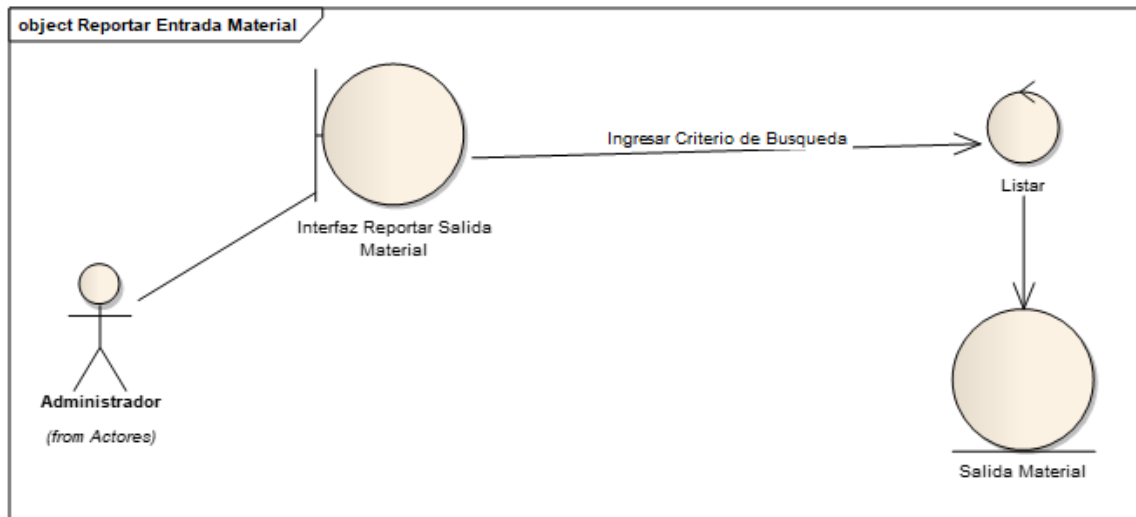 object Reportar Entrada Material
Ingresar Criterio de Busqueda
Listar
Interfaz Reportar Salida
Material
Administrador
(from Actores)
Salida Material